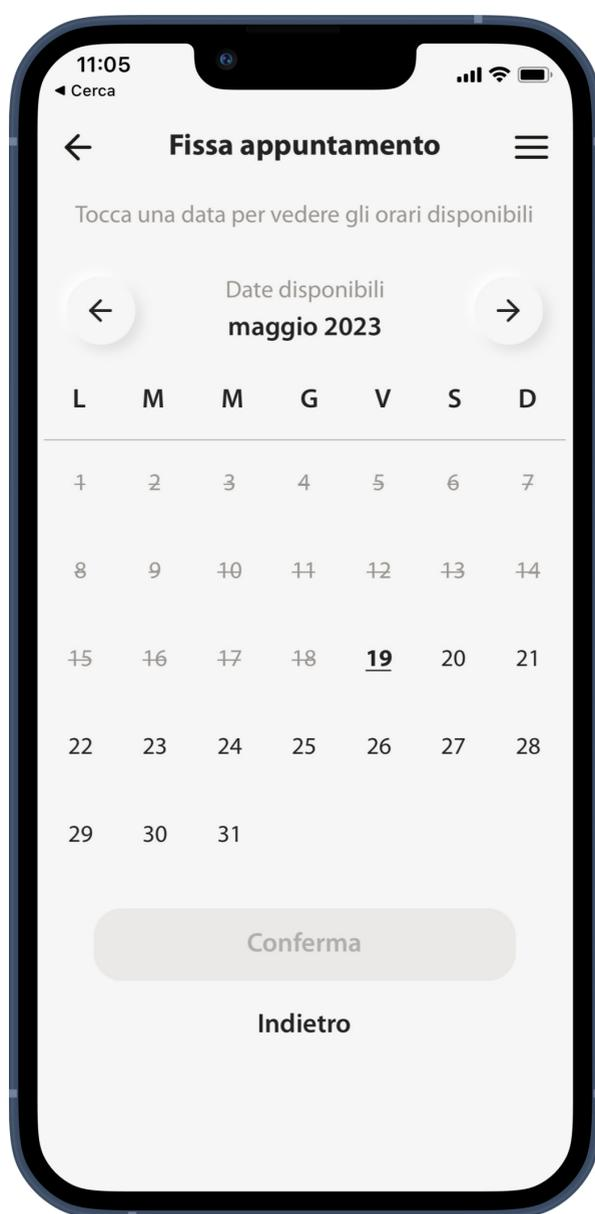 11:05
◀ Cerca
Fissa appuntamento
Tocca una data per vedere gli orari disponibili
Date disponibili
maggio 2023
L M M G V S D
1 2 3 4 5 6 7
8 9 10 11 12 13 14
15 16 17 18 19 20 21
22 23 24 25 26 27 28
29 30 31
Conferma
Indietro